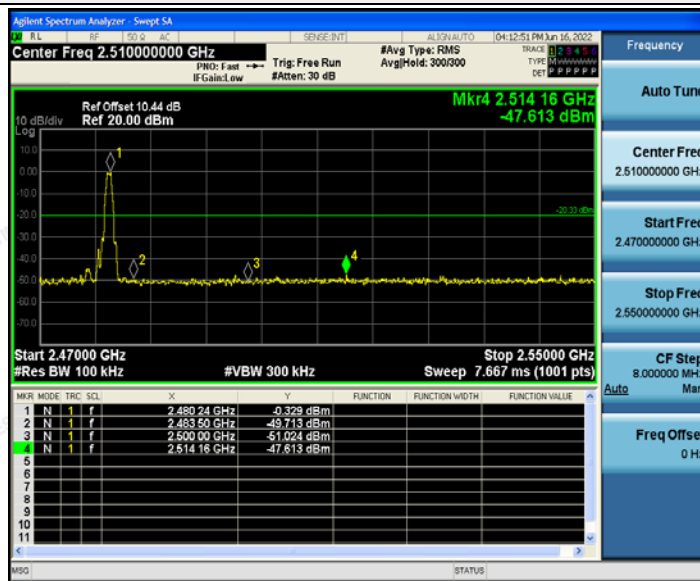 Agilent Spectrum Analyzer - Swept SA
RL RF 50 Ω AC SENSE:INT ALIGNAUTO 04:12:51 PM Jun 16, 2022
Center Freq 2.510000000 GHz
PNO: Fast
IFGain:Low
Trig: Free Run
#Atten: 30 dB
#Avg Type: RMS
Avg|Hold: 300/300
TRACE 1 2 3 4 5 6
TYPE M
DET P P P P P P
Frequency
Auto Tune
Center Freq
2.510000000 GHz
Start Freq
2.470000000 GHz
Stop Freq
2.550000000 GHz
CF Step
8.000000 MHz
Auto Man
Freq Offset
0 Hz
Mkr4 2.514 16 GHz
-47.613 dBm
Ref Offset 10.44 dB
10 dB/div Ref 20.00 dBm
Log
10.0
0.00
-10.0
-20.0
-30.0
-40.0
-50.0
-60.0
-70.0
-20.33 dBm
1
2
3
4
Start 2.47000 GHz Stop 2.55000 GHz
#Res BW 100 kHz #VBW 300 kHz Sweep 7.667 ms (1001 pts)
MKR MODE TRC SCL X Y FUNCTION FUNCTION WIDTH FUNCTION VALUE
1 N 1 f 2.480 24 GHz -0.329 dBm
2 N 1 f 2.483 50 GHz -49.713 dBm
3 N 1 f 2.500 00 GHz -51.024 dBm
4 N 1 f 2.514 16 GHz -47.613 dBm
5
6
7
8
9
10
11
MSG STATUS